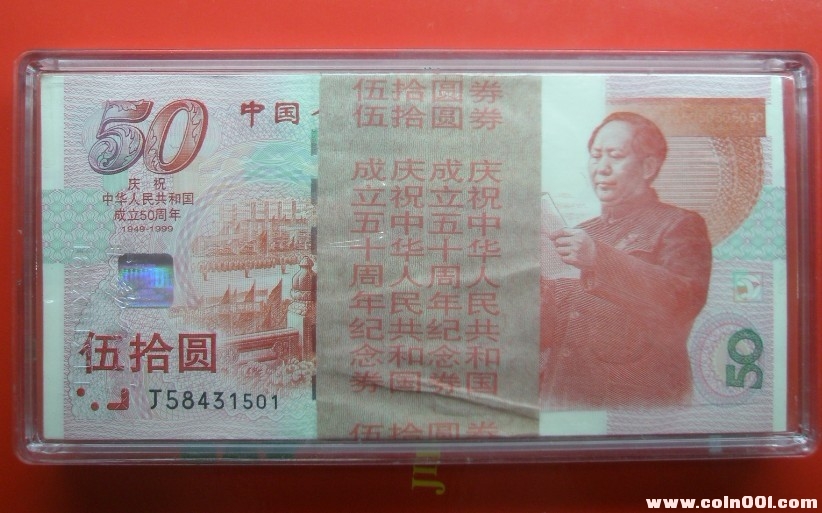 50
中国
庆祝
中华人民共和国
成立50周年
1949-1999
伍拾圆
J58431501
伍拾圆券
伍拾圆券
庆祝中华人民共和国
成立五十周年纪念券
庆祝中华人民共和国
成立五十周年纪念券
伍拾圆券
50
www.coin001.com